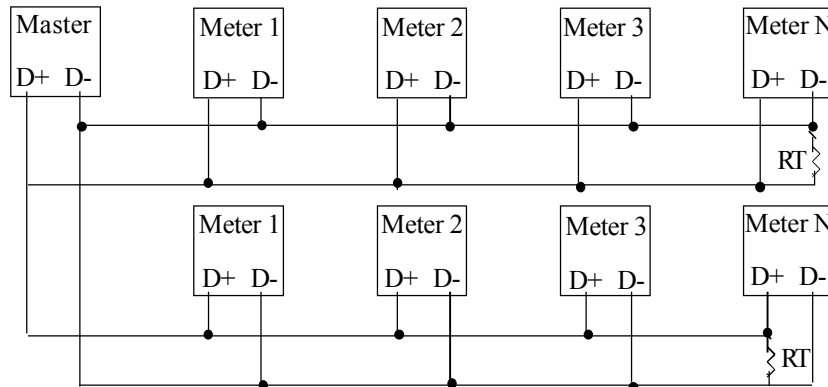 Master Meter 1 Meter 2 Meter 3 Meter N
D+ D- D+ D- D+ D- D+ D- D+ D-
RT
Meter 1 Meter 2 Meter 3 Meter N
D+ D- D+ D- D+ D- D+ D-
RT